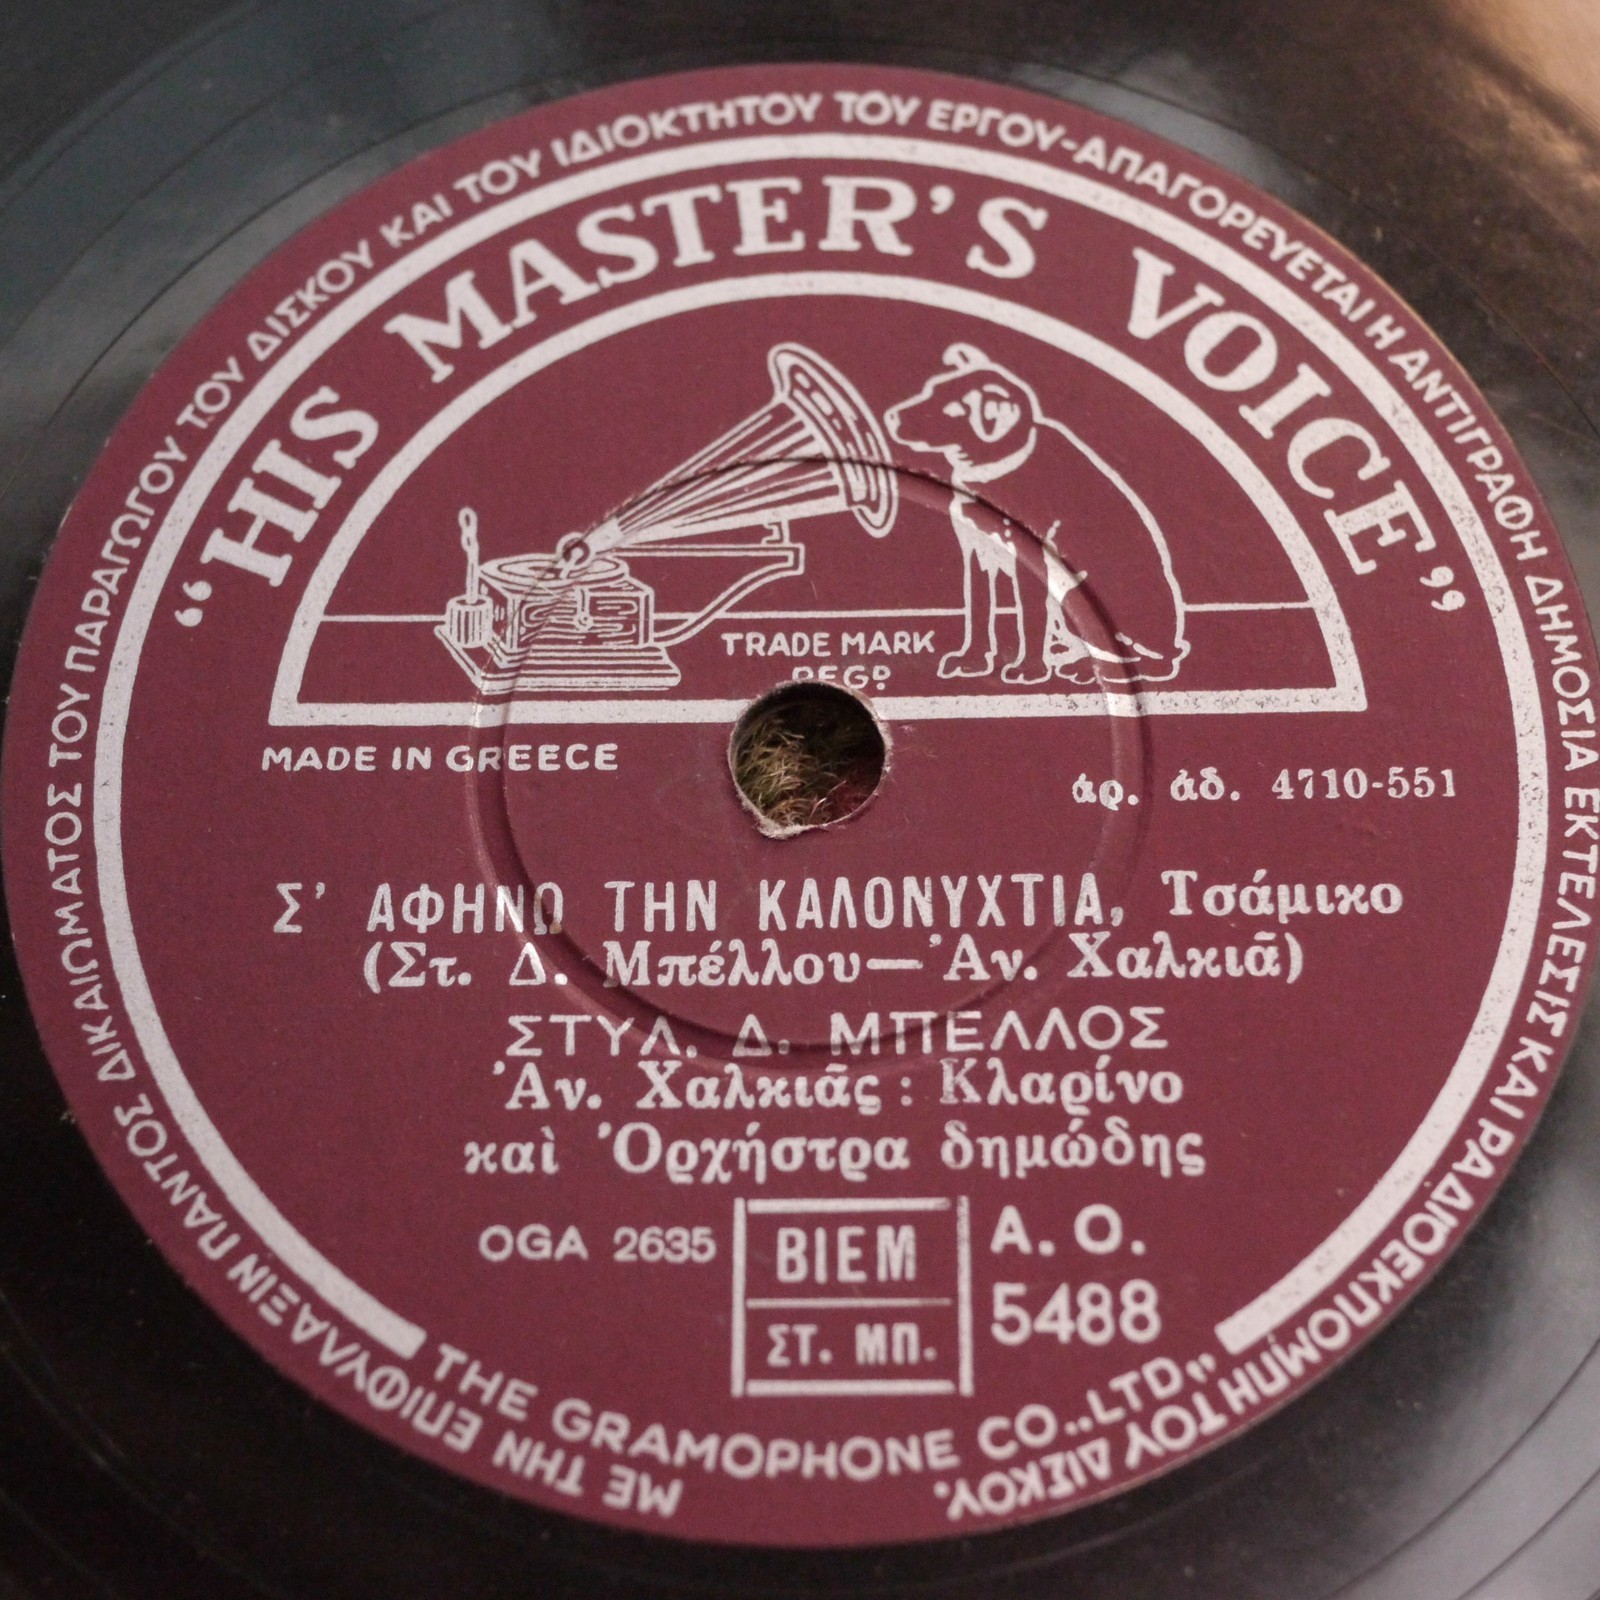 ΜΕ ΤΗΝ ΕΠΙΦΥΛΑΞΙΝ ΠΑΝΤΟΣ ΔΙΚΑΙΩΜΑΤΟΣ ΤΟΥ ΠΑΡΑΓΩΓΟΥ ΤΟΥ ΔΙΣΚΟΥ ΚΑΙ ΤΟΥ ΙΔΙΟΚΤΗΤΟΥ ΤΟΥ ΕΡΓΟΥ-ΑΠΑΓΟΡΕΥΕΤΑΙ Η ΑΝΤΙΓΡΑΦΗ ΔΗΜΟΣΙΑ ΕΚΤΕΛΕΣΙΣ ΚΑΙ ΡΑΔΙΟΕΚΠΟΜΠΗ ΤΟΥ ΔΙΣΚΟΥ.
“HIS MASTER'S VOICE”
TRADE MARK
REGD.
MADE IN GREECE
ἀρ. ἀδ. 4710-551
Σ' ΑΦΗΝΩ ΤΗΝ ΚΑΛΟΝΥΧΤΙΑ, Τσάμικο
(Στ. Δ. Μπέλλου—Ἀν. Χαλκιᾶ)
ΣΤΥΛ. Δ. ΜΠΕΛΛΟΣ
Ἀν. Χαλκιᾶς : Κλαρίνο
καὶ Ὀρχήστρα δημώδης
OGA 2635
BIEM
ΣΤ. ΜΠ.
A. O.
5488
THE GRAMOPHONE CO., LTD„